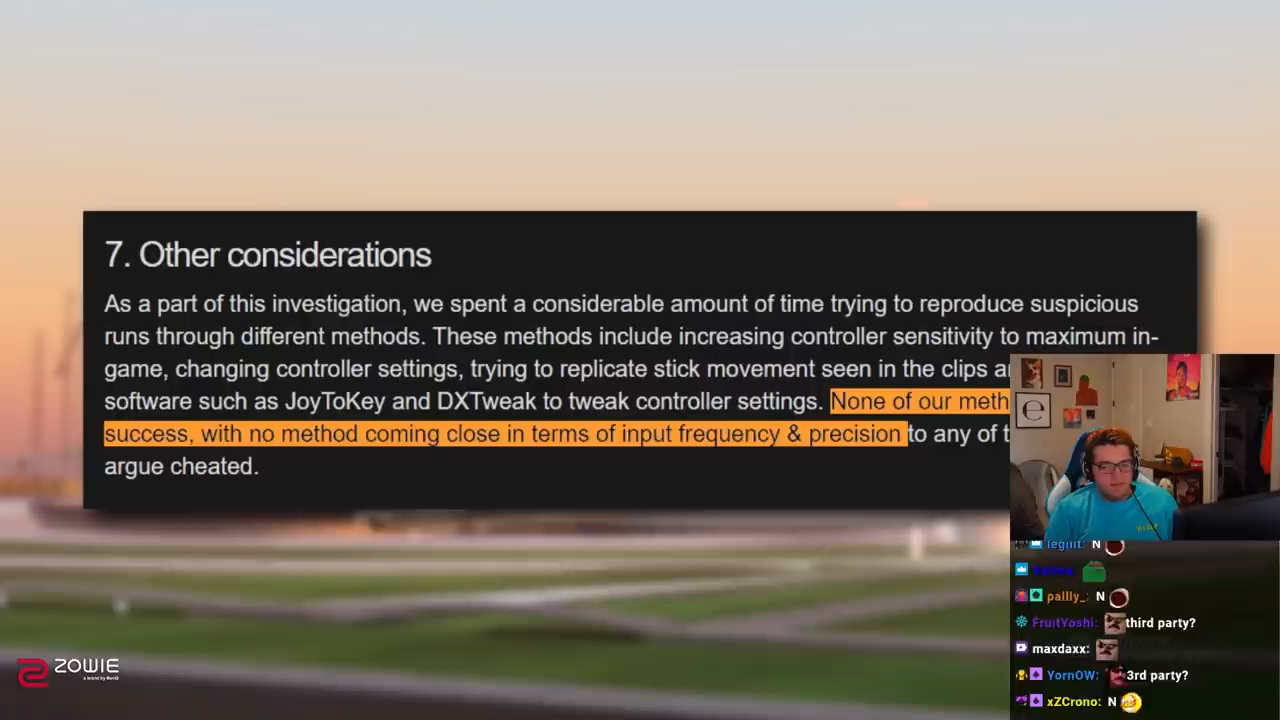 7. Other considerations
As a part of this investigation, we spent a considerable amount of time trying to reproduce suspicious
runs through different methods. These methods include increasing controller sensitivity to maximum in-
game, changing controller settings, trying to replicate stick movement seen in the clips
software such as JoyToKey and DXTweak to tweak controller settings. None of our
success, with no method coming close in terms of input frequency & precision to any of
argue cheated.
e
legiit: N
pallly_: N
FruitYoshi: third party?
maxdaxx:
YornOW: 3rd party?
xZCrono: N
ZOWIE